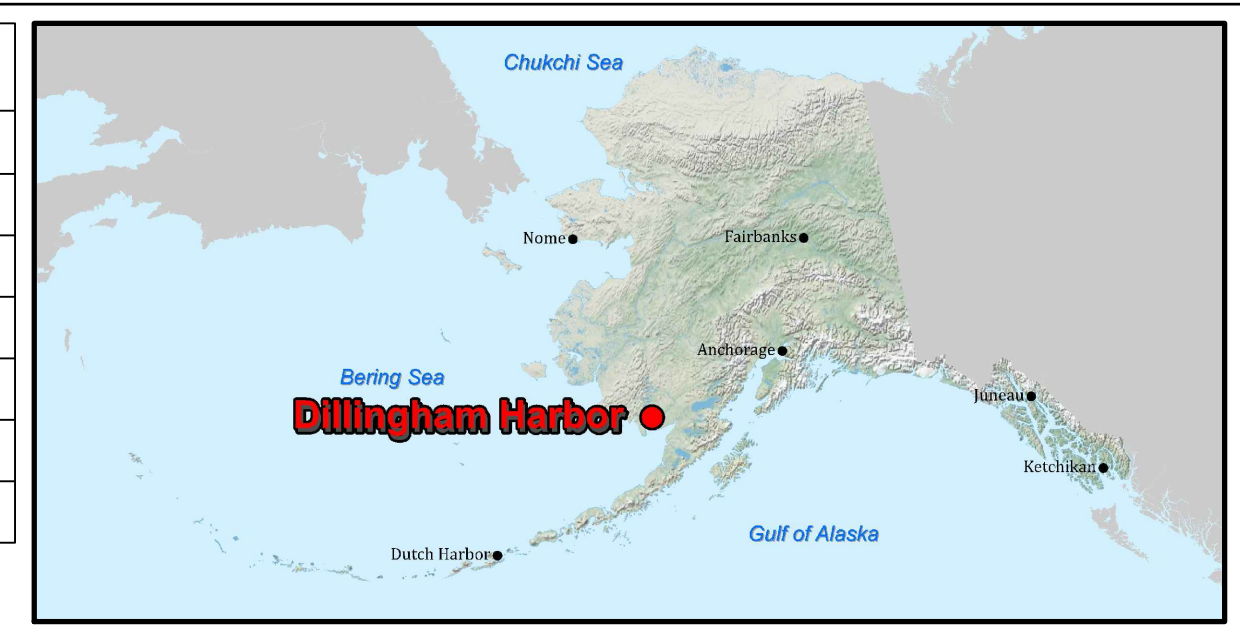 Chukchi Sea
Nome
Fairbanks
Anchorage
Bering Sea
Juneau
Dillingham Harbor
Ketchikan
Gulf of Alaska
Dutch Harbor